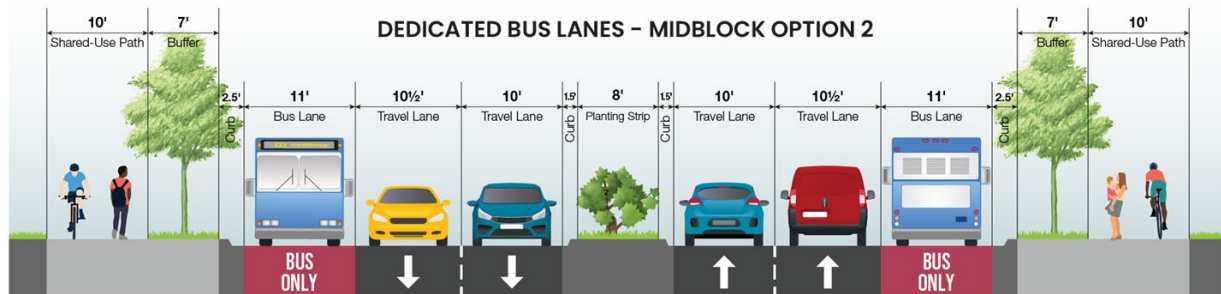 DEDICATED BUS LANES – MIDBLOCK OPTION 2
10'
Shared-Use Path
7'
Buffer
2.5'
Curb
11'
Bus Lane
10½'
Travel Lane
10'
Travel Lane
1.5'
Curb
8'
Planting Strip
1.5'
Curb
10'
Travel Lane
10½'
Travel Lane
11'
Bus Lane
2.5'
Curb
7'
Buffer
10'
Shared-Use Path
BUS
ONLY
BUS
ONLY